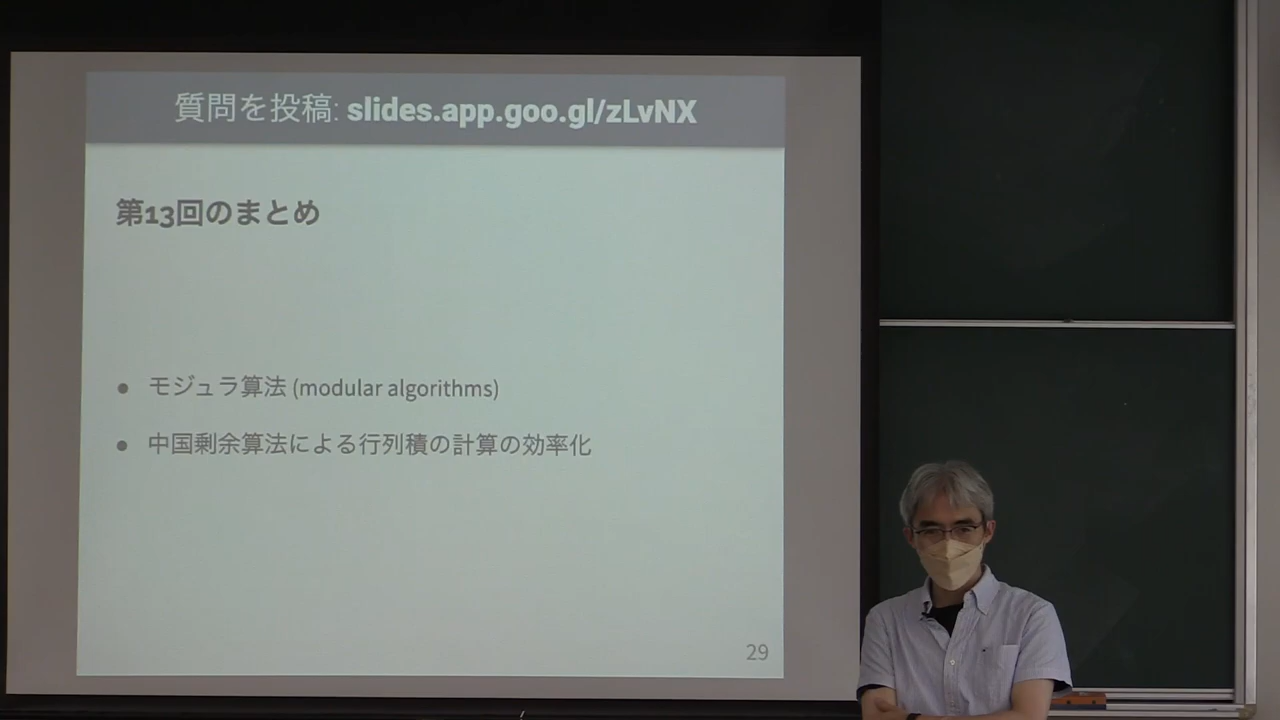 質問を投稿: slides.app.goo.gl/zLvNX
第13回のまとめ
● モジュラ算法 (modular algorithms)
● 中国剰余算法による行列積の計算の効率化
29